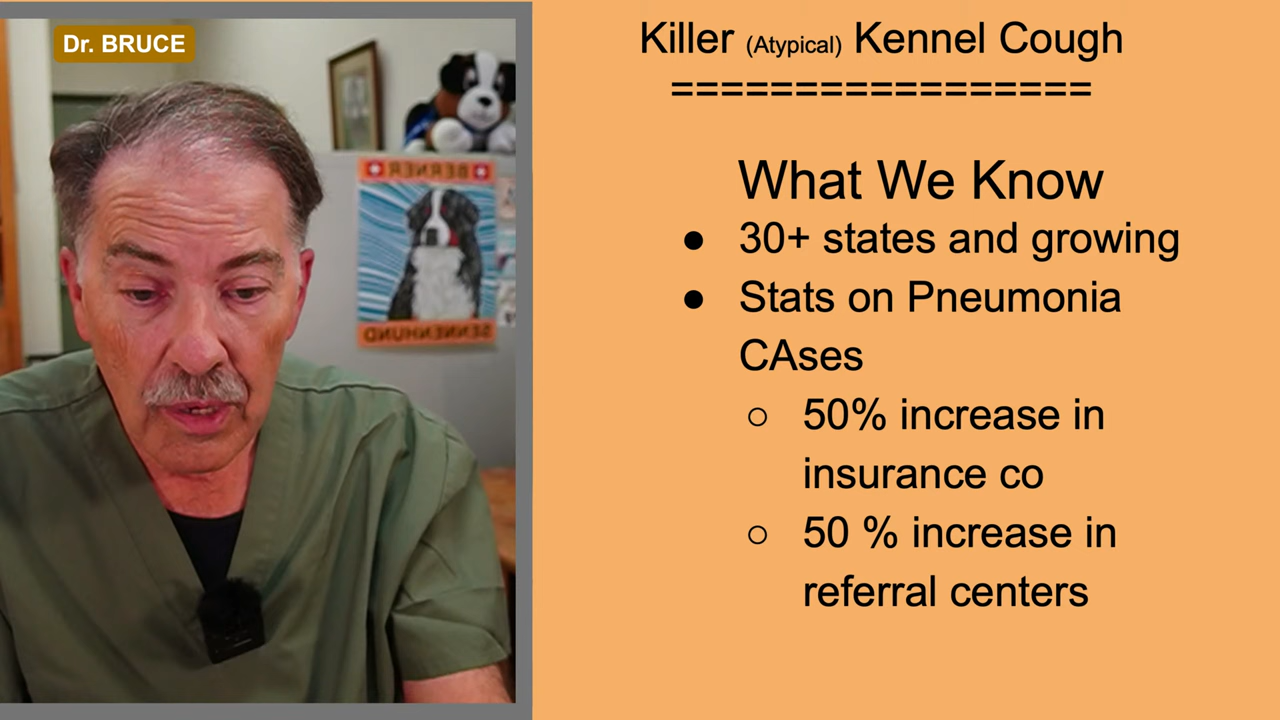 Dr. BRUCE
Killer (Atypical) Kennel Cough
=================
What We Know
● 30+ states and growing
● Stats on Pneumonia
CAses
○ 50% increase in
insurance co
○ 50 % increase in
referral centers
BERNER
SENNENHUND